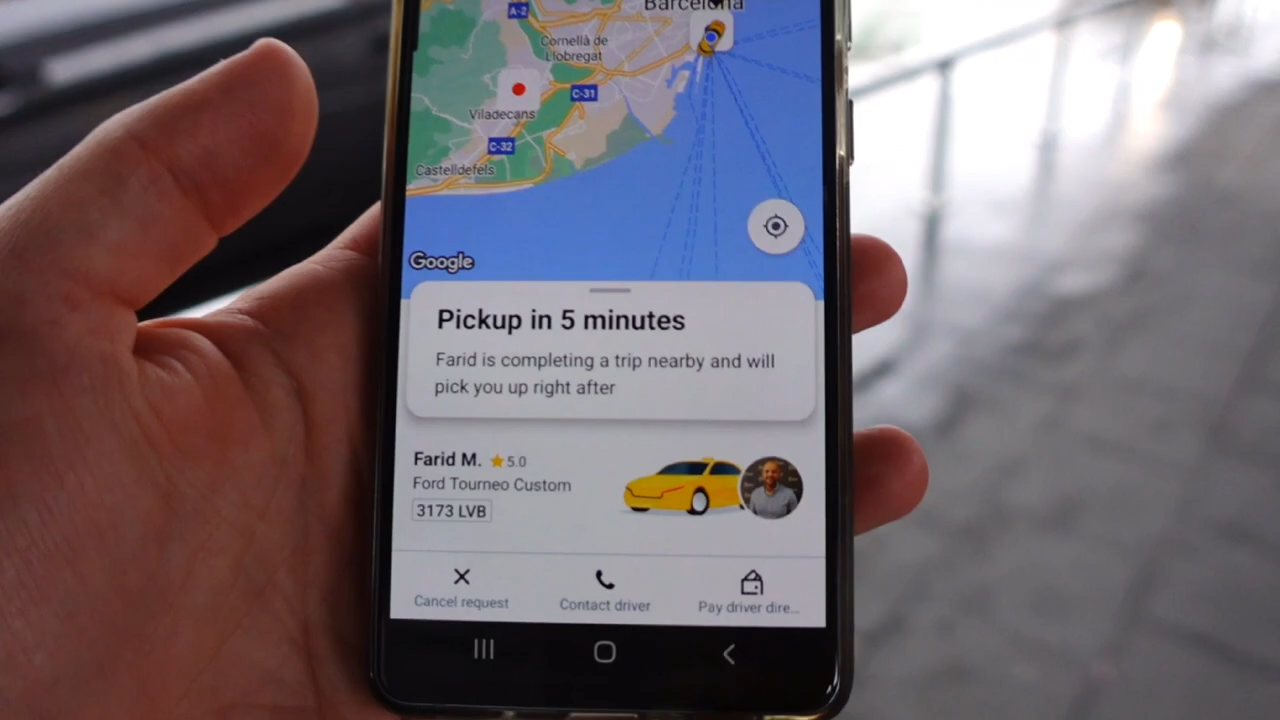 Barcelona
A-2
Cornellà de
Llobregat
C-31
Viladecans
C-32
Castelldefels
Google
Pickup in 5 minutes
Farid is completing a trip nearby and will
pick you up right after
Farid M. ★ 5.0
Ford Tourneo Custom
3173 LVB
Cancel request
Contact driver
Pay driver dire...